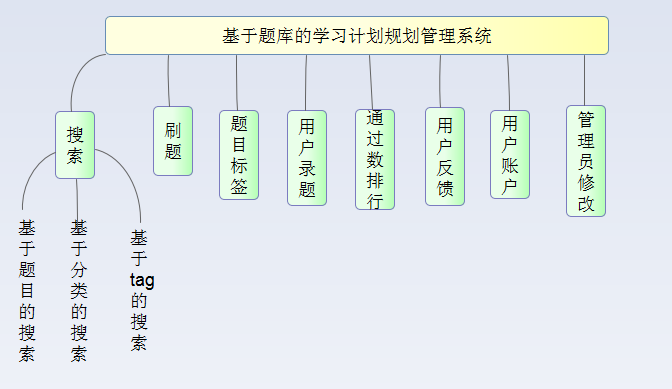 基于题库的学习计划规划管理系统
搜索
刷题
题目标签
用户录题
通过数排行
用户反馈
用户账户
管理员修改
基于题目的搜索
基于分类的搜索
基于tag的搜索